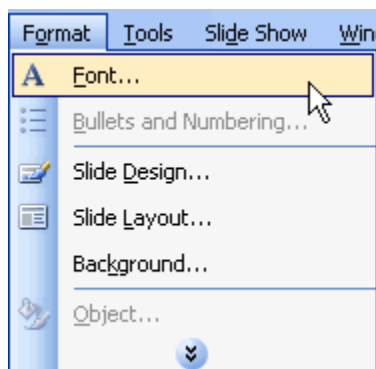 Format Tools Slide Show Win
Font...
Bullets and Numbering...
Slide Design...
Slide Layout...
Background...
Object...